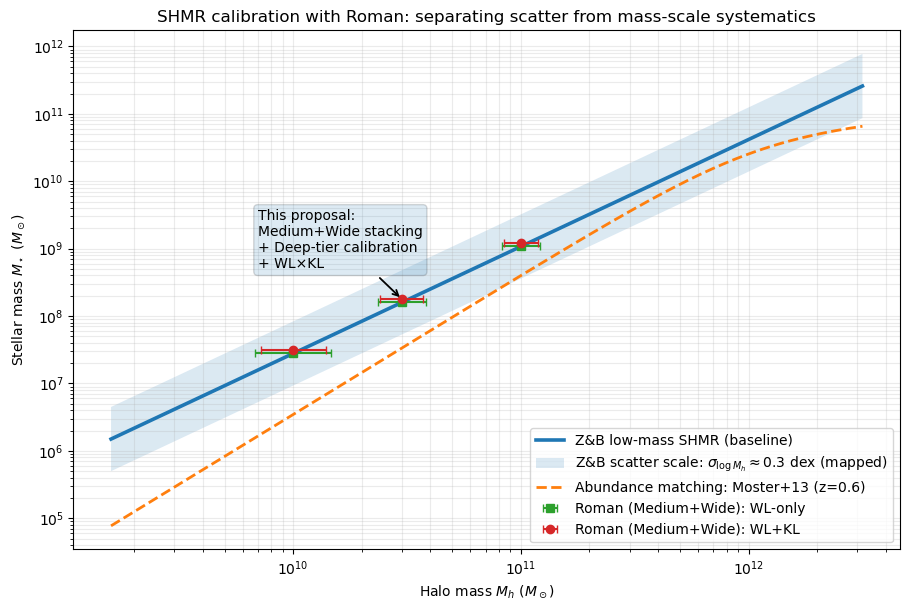 SHMR calibration with Roman: separating scatter from mass-scale systematics
Stellar mass M⋆ (M⊙)
10¹²
10¹¹
10¹⁰
10⁹
10⁸
10⁷
10⁶
10⁵
This proposal:
Medium+Wide stacking
+ Deep-tier calibration
+ WL×KL
Z&B low-mass SHMR (baseline)
Z&B scatter scale: σ_log M_h ≈ 0.3 dex (mapped)
Abundance matching: Moster+13 (z=0.6)
Roman (Medium+Wide): WL-only
Roman (Medium+Wide): WL+KL
10¹⁰ 10¹¹ 10¹²
Halo mass M_h (M⊙)